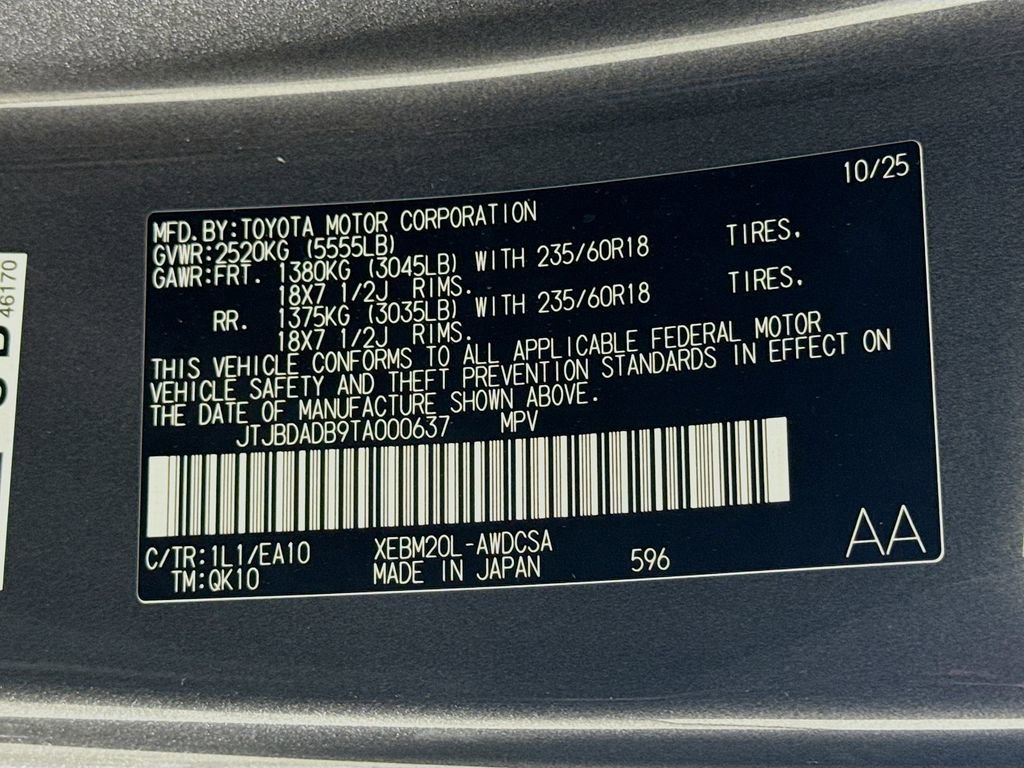 10/25
MFD.BY:TOYOTA MOTOR CORPORATION
GVWR:2520KG (5555LB)
GAWR:FRT. 1380KG (3045LB) WITH 235/60R18 TIRES.
18X7 1/2J RIMS.
RR. 1375KG (3035LB) WITH 235/60R18 TIRES.
18X7 1/2J RIMS.
THIS VEHICLE CONFORMS TO ALL APPLICABLE FEDERAL MOTOR
VEHICLE SAFETY AND THEFT PREVENTION STANDARDS IN EFFECT ON
THE DATE OF MANUFACTURE SHOWN ABOVE.
JTJBDADB9TA000637 MPV
C/TR:1L1/EA10 XEBM20L-AWDCSA
TM:QK10 MADE IN JAPAN 596
AA
46170